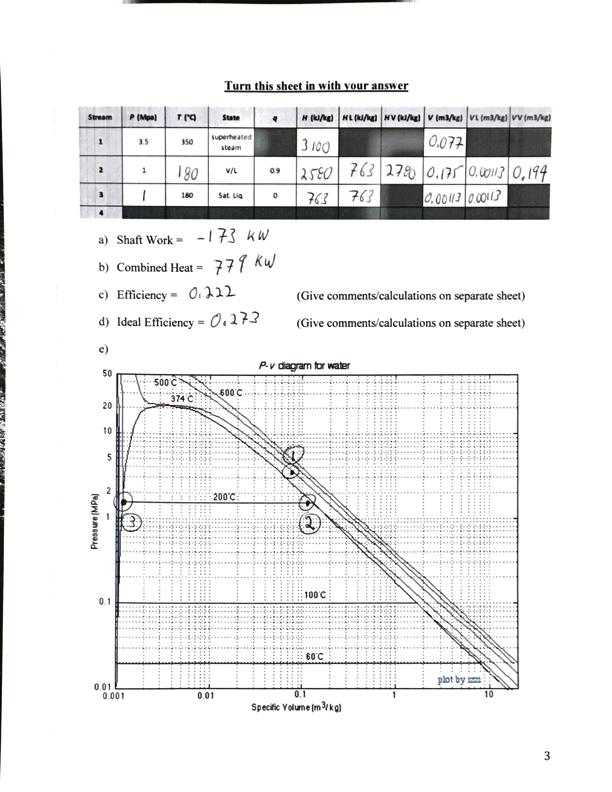 Turn this sheet in with your answer
Stream P (Mpa) T (°C) State q H (kJ/kg) HL (kJ/kg) HV (kJ/kg) V (m3/kg) VL (m3/kg) VV (m3/kg)
1 3.5 350 superheated steam 3100 0.077
2 1 180 V/L 0.9 2580 763 2780 0.175 0.00113 0.194
3 1 180 Sat. Liq. 0 763 763 0.00113 0.00113
4
a) Shaft Work = -173 kW
b) Combined Heat = 779 kW
c) Efficiency = 0.222 (Give comments/calculations on separate sheet)
d) Ideal Efficiency = 0.273 (Give comments/calculations on separate sheet)
e)
P-v diagram for water
50
500°C
600°C
374°C
20
10
1
5
2
200°C
3
2
1
Pressure (MPa)
100°C
0.1
60°C
plot by izzi
0.01
0.001 0.01 0.1 1 10
Specific Volume (m3/kg)
3